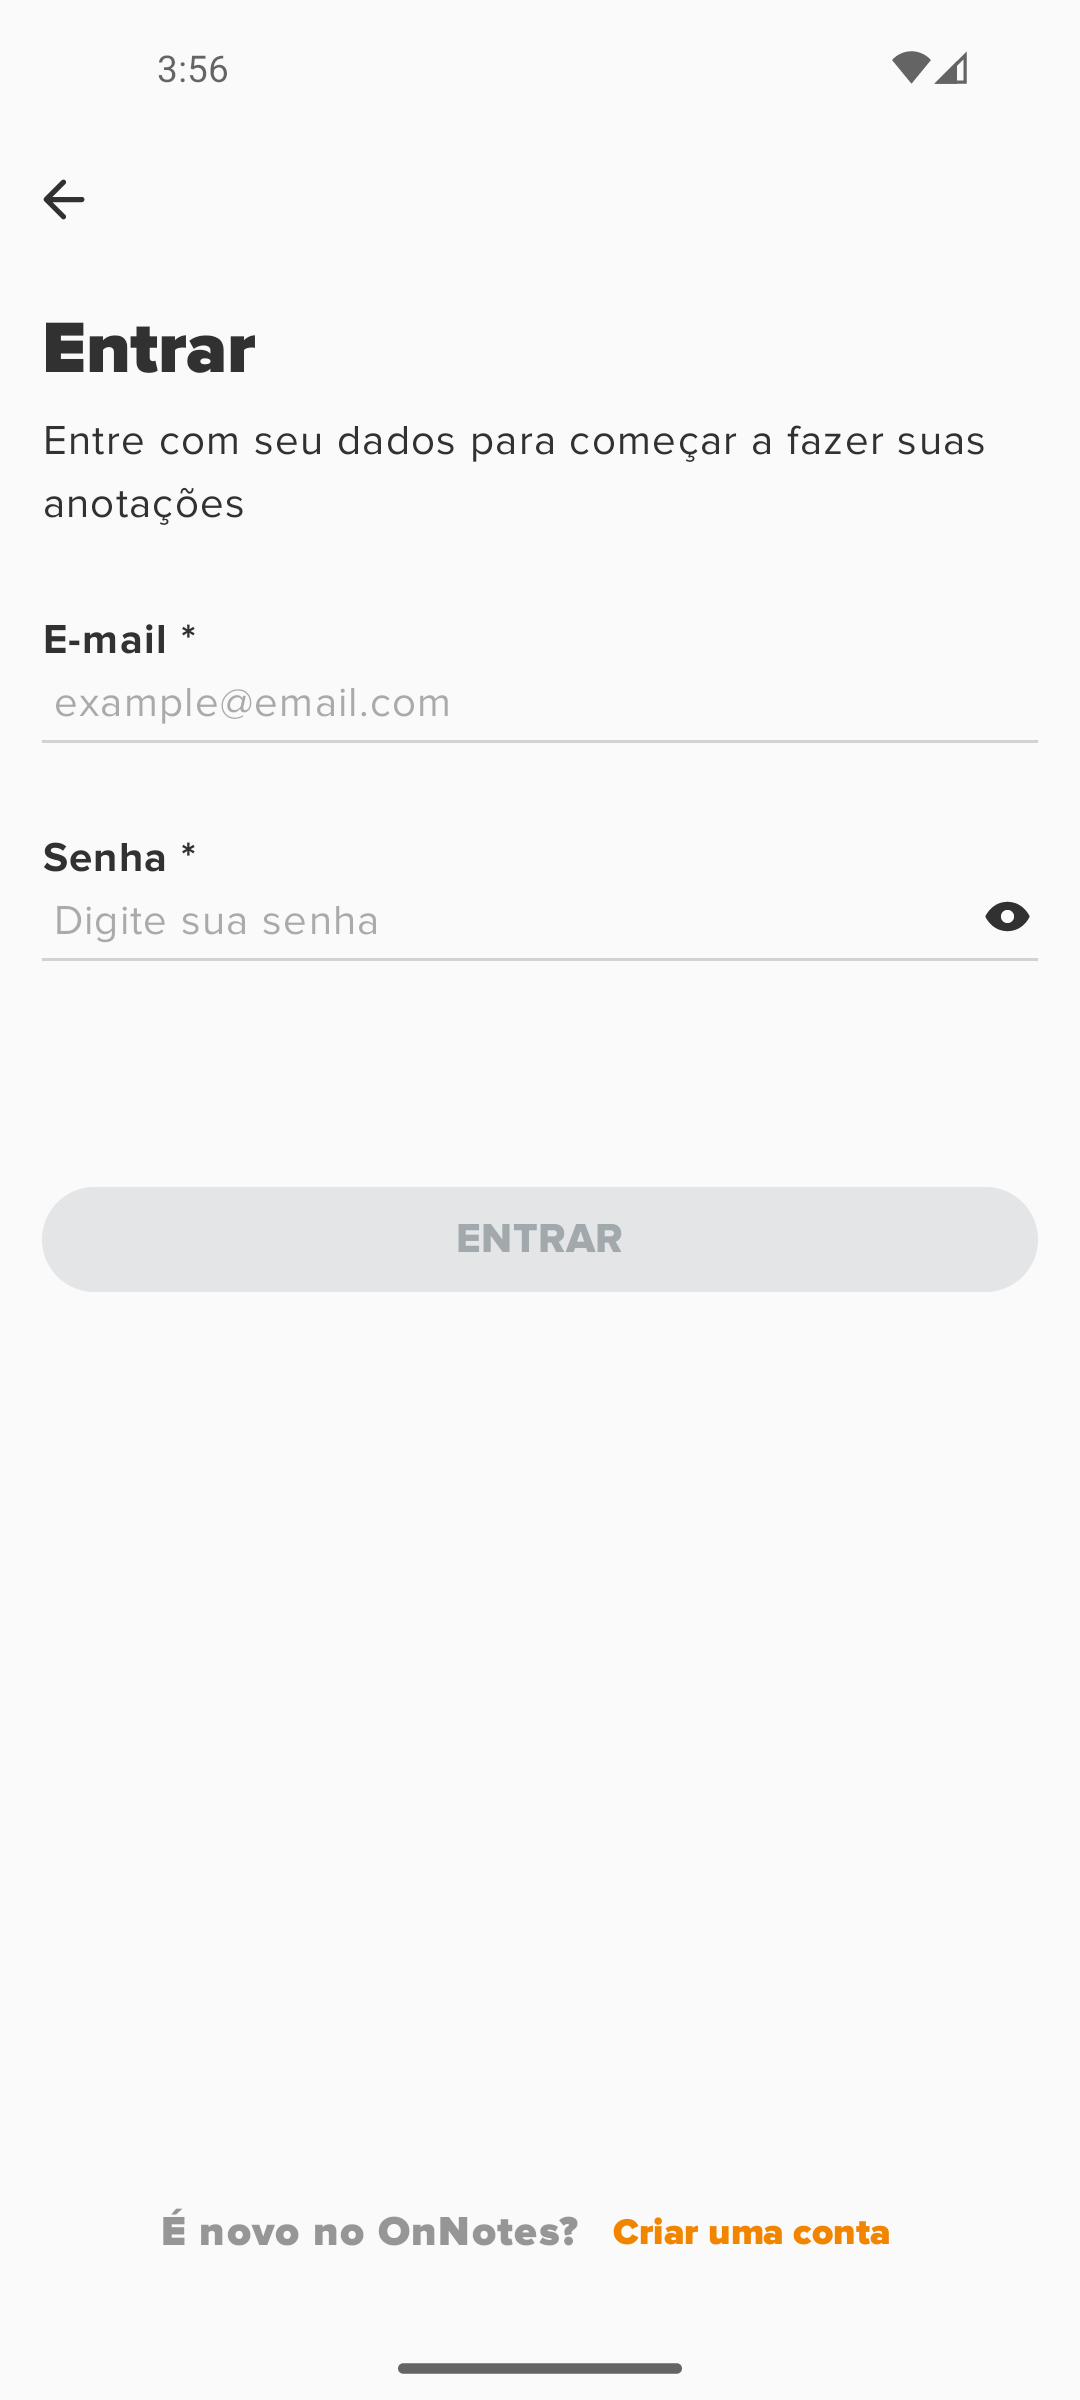 3:56
Entrar
Entre com seu dados para começar a fazer suas
anotações
E-mail *
example@email.com
Senha *
Digite sua senha
ENTRAR
É novo no OnNotes? Criar uma conta